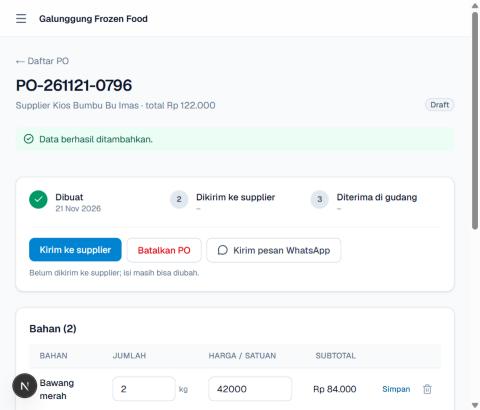 Galunggung Frozen Food
← Daftar PO
PO-261121-0796
Supplier Kios Bumbu Bu Imas · total Rp 122.000
Draft
Data berhasil ditambahkan.
Dibuat
21 Nov 2026
2
Dikirim ke supplier
–
3
Diterima di gudang
–
Kirim ke supplier
Batalkan PO
Kirim pesan WhatsApp
Belum dikirim ke supplier; isi masih bisa diubah.
Bahan (2)
BAHAN JUMLAH HARGA / SATUAN SUBTOTAL
Bawang merah
2 kg
42000
Rp 84.000
Simpan
N